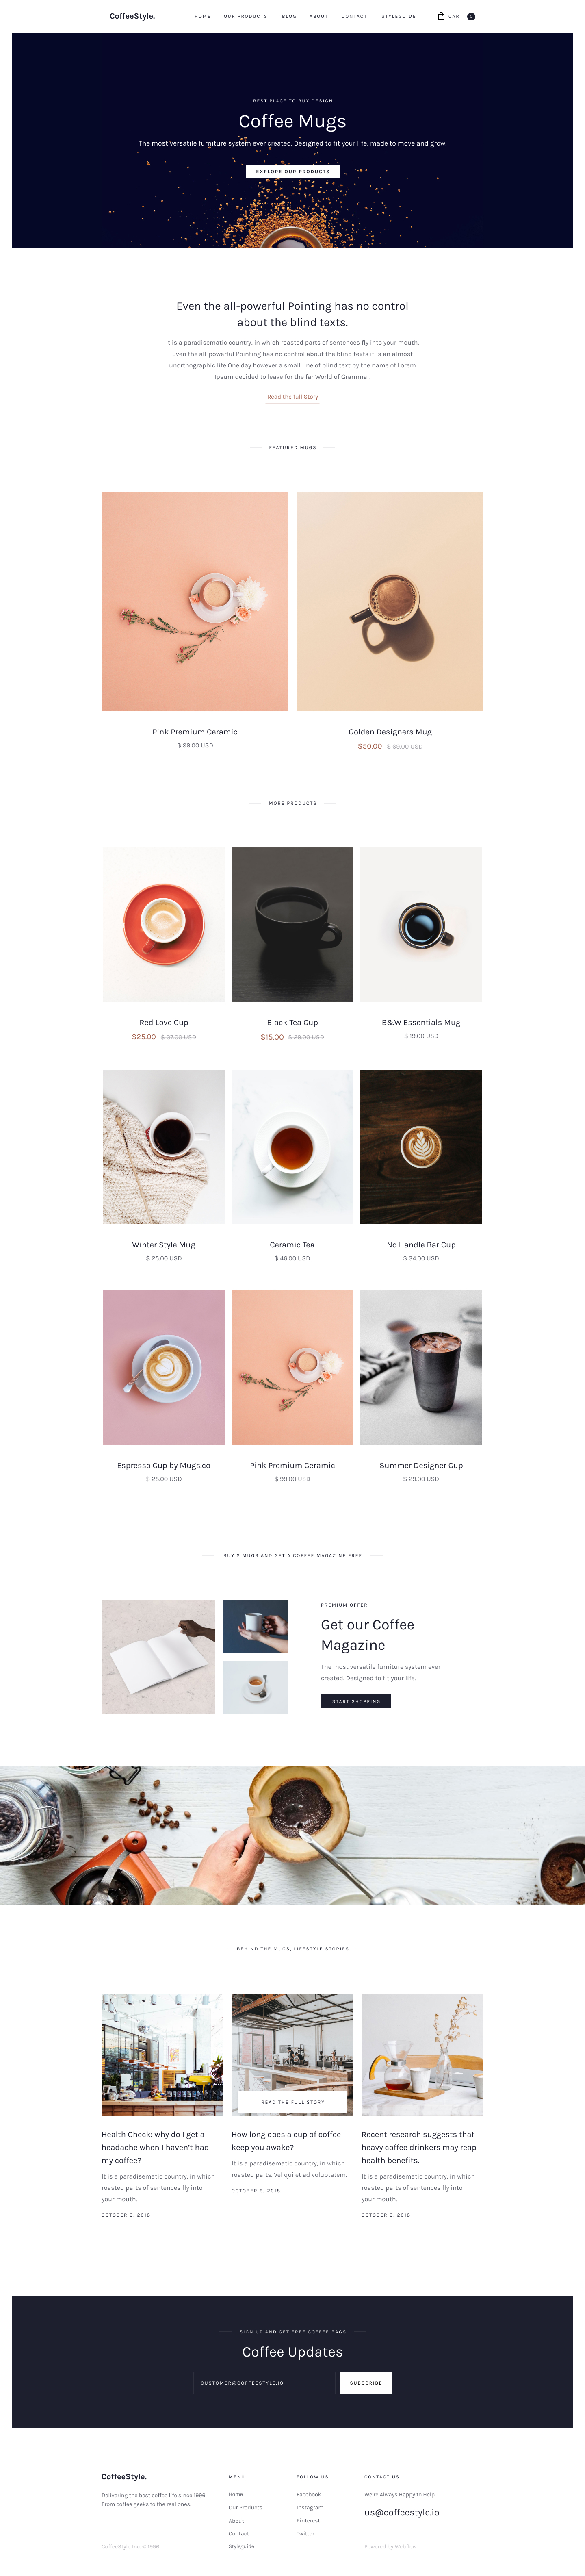 CoffeeStyle.
HOME OUR PRODUCTS BLOG ABOUT CONTACT STYLEGUIDE CART 0
BEST PLACE TO BUY DESIGN
Coffee Mugs
The most versatile furniture system ever created. Designed to fit your life, made to move and grow.
EXPLORE OUR PRODUCTS
Even the all-powerful Pointing has no control
about the blind texts.
It is a paradisematic country, in which roasted parts of sentences fly into your mouth.
Even the all-powerful Pointing has no control about the blind texts it is an almost
unorthographic life One day however a small line of blind text by the name of Lorem
Ipsum decided to leave for the far World of Grammar.
Read the full Story
FEATURED MUGS
Pink Premium Ceramic
$ 99.00 USD
Golden Designers Mug
$50.00 $ 69.00 USD
MORE PRODUCTS
Red Love Cup
$25.00 $ 37.00 USD
Black Tea Cup
$15.00 $ 29.00 USD
B&W Essentials Mug
$ 19.00 USD
Winter Style Mug
$ 25.00 USD
Ceramic Tea
$ 46.00 USD
No Handle Bar Cup
$ 34.00 USD
Espresso Cup by Mugs.co
$ 25.00 USD
Pink Premium Ceramic
$ 99.00 USD
Summer Designer Cup
$ 29.00 USD
BUY 2 MUGS AND GET A COFFEE MAGAZINE FREE
PREMIUM OFFER
Get our Coffee
Magazine
The most versatile furniture system ever
created. Designed to fit your life.
START SHOPPING
BEHIND THE MUGS, LIFESTYLE STORIES
Health Check: why do I get a
headache when I haven't had
my coffee?
It is a paradisematic country, in which
roasted parts of sentences fly into
your mouth.
OCTOBER 9, 2018
READ THE FULL STORY
How long does a cup of coffee
keep you awake?
It is a paradisematic country, in which
roasted parts. Vel qui et ad voluptatem.
OCTOBER 9, 2018
Recent research suggests that
heavy coffee drinkers may reap
health benefits.
It is a paradisematic country, in which
roasted parts of sentences fly into
your mouth.
OCTOBER 9, 2018
SIGN UP AND GET FREE COFFEE BAGS
Coffee Updates
CUSTOMER@COFFEESTYLE.IO
SUBSCRIBE
CoffeeStyle.
Delivering the best coffee life since 1996.
From coffee geeks to the real ones.
CoffeeStyle Inc. © 1996
MENU
Home
Our Products
About
Contact
Styleguide
FOLLOW US
Facebook
Instagram
Pinterest
Twitter
CONTACT US
We're Always Happy to Help
us@coffeestyle.io
Powered by Webflow